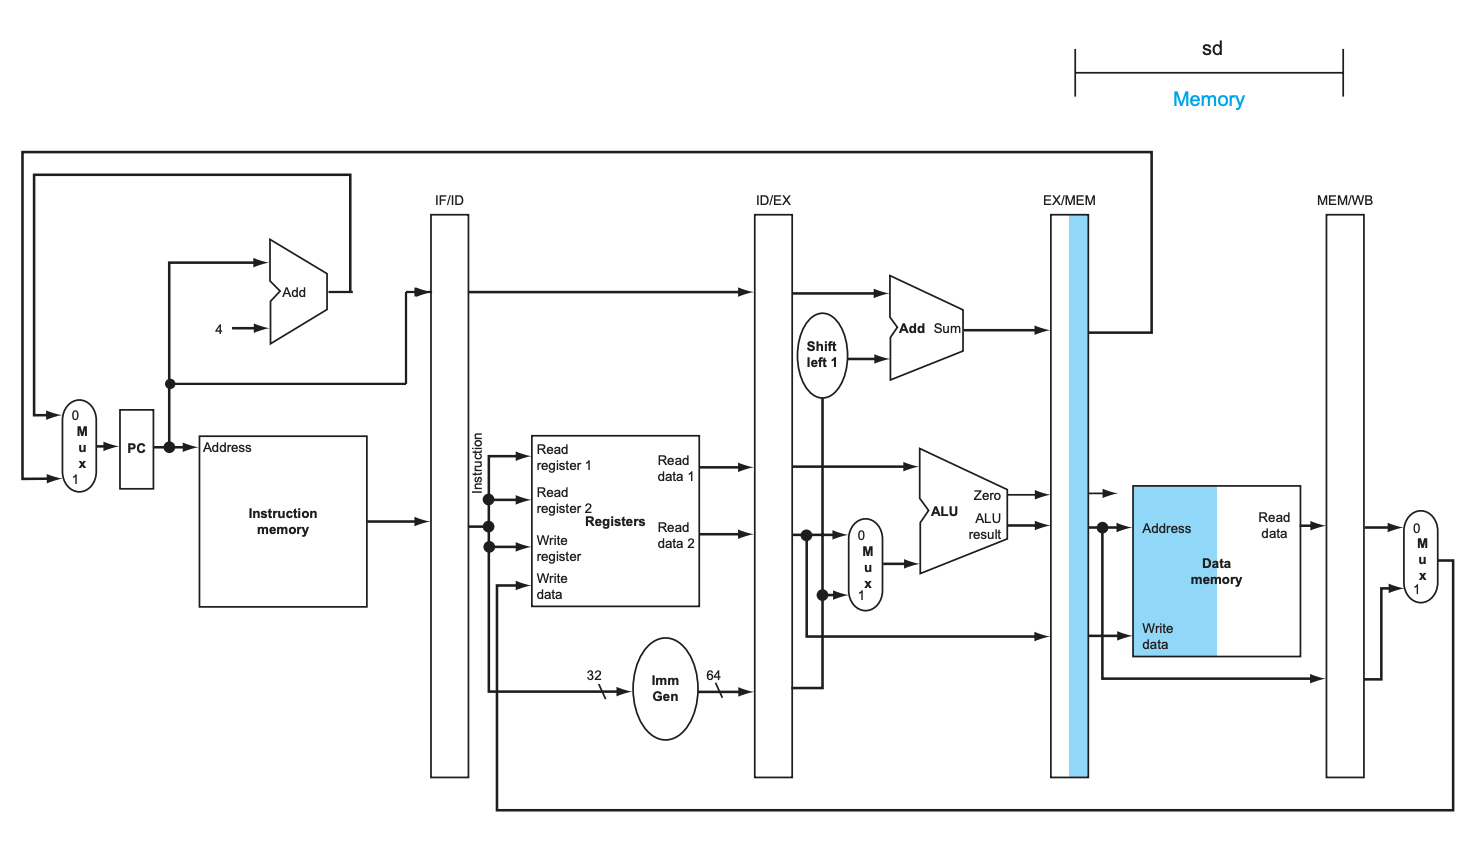 sd
Memory
IF/ID
ID/EX
EX/MEM
MEM/WB
Add
4
Add Sum
Shift
left 1
0
M
u
x
1
PC
Address
Instruction
memory
Instruction
Read
register 1
Read
register 2
Registers
Write
register
Write
data
Read
data 1
Read
data 2
32
Imm
Gen
64
0
M
u
x
1
Zero
ALU
ALU
result
Address
Read
data
Data
memory
Write
data
0
M
u
x
1